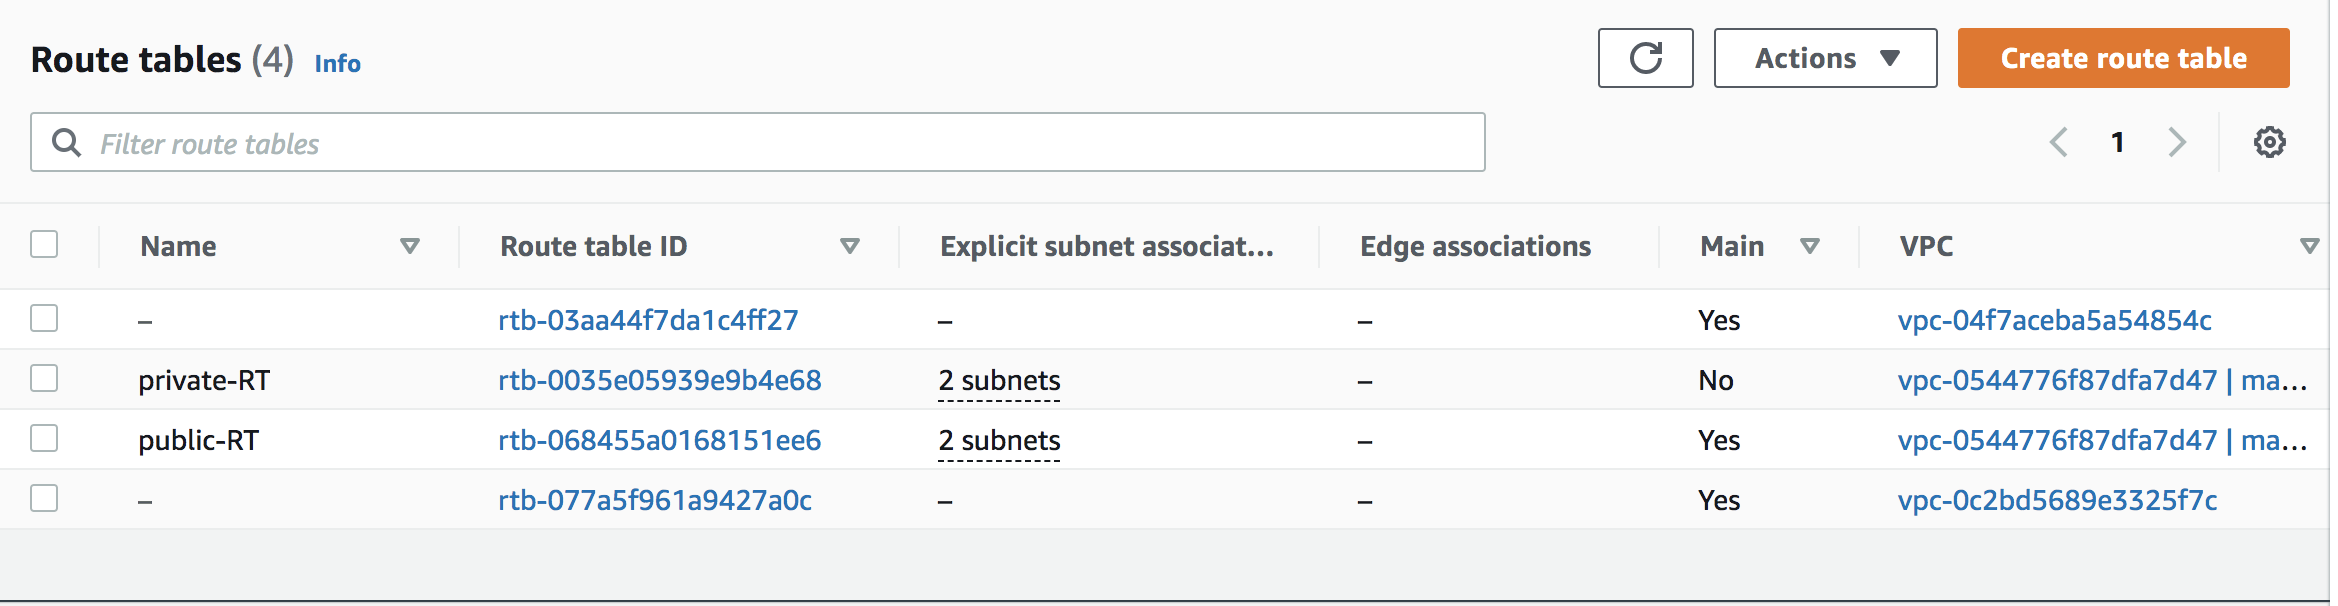 Route tables (4) Info
Actions
Create route table
Filter route tables
1
Name Route table ID Explicit subnet associat... Edge associations Main VPC
– rtb-03aa44f7da1c4ff27 – – Yes vpc-04f7aceba5a54854c
private-RT rtb-0035e05939e9b4e68 2 subnets – No vpc-0544776f87dfa7d47 | ma...
public-RT rtb-068455a0168151ee6 2 subnets – Yes vpc-0544776f87dfa7d47 | ma...
– rtb-077a5f961a9427a0c – – Yes vpc-0c2bd5689e3325f7c